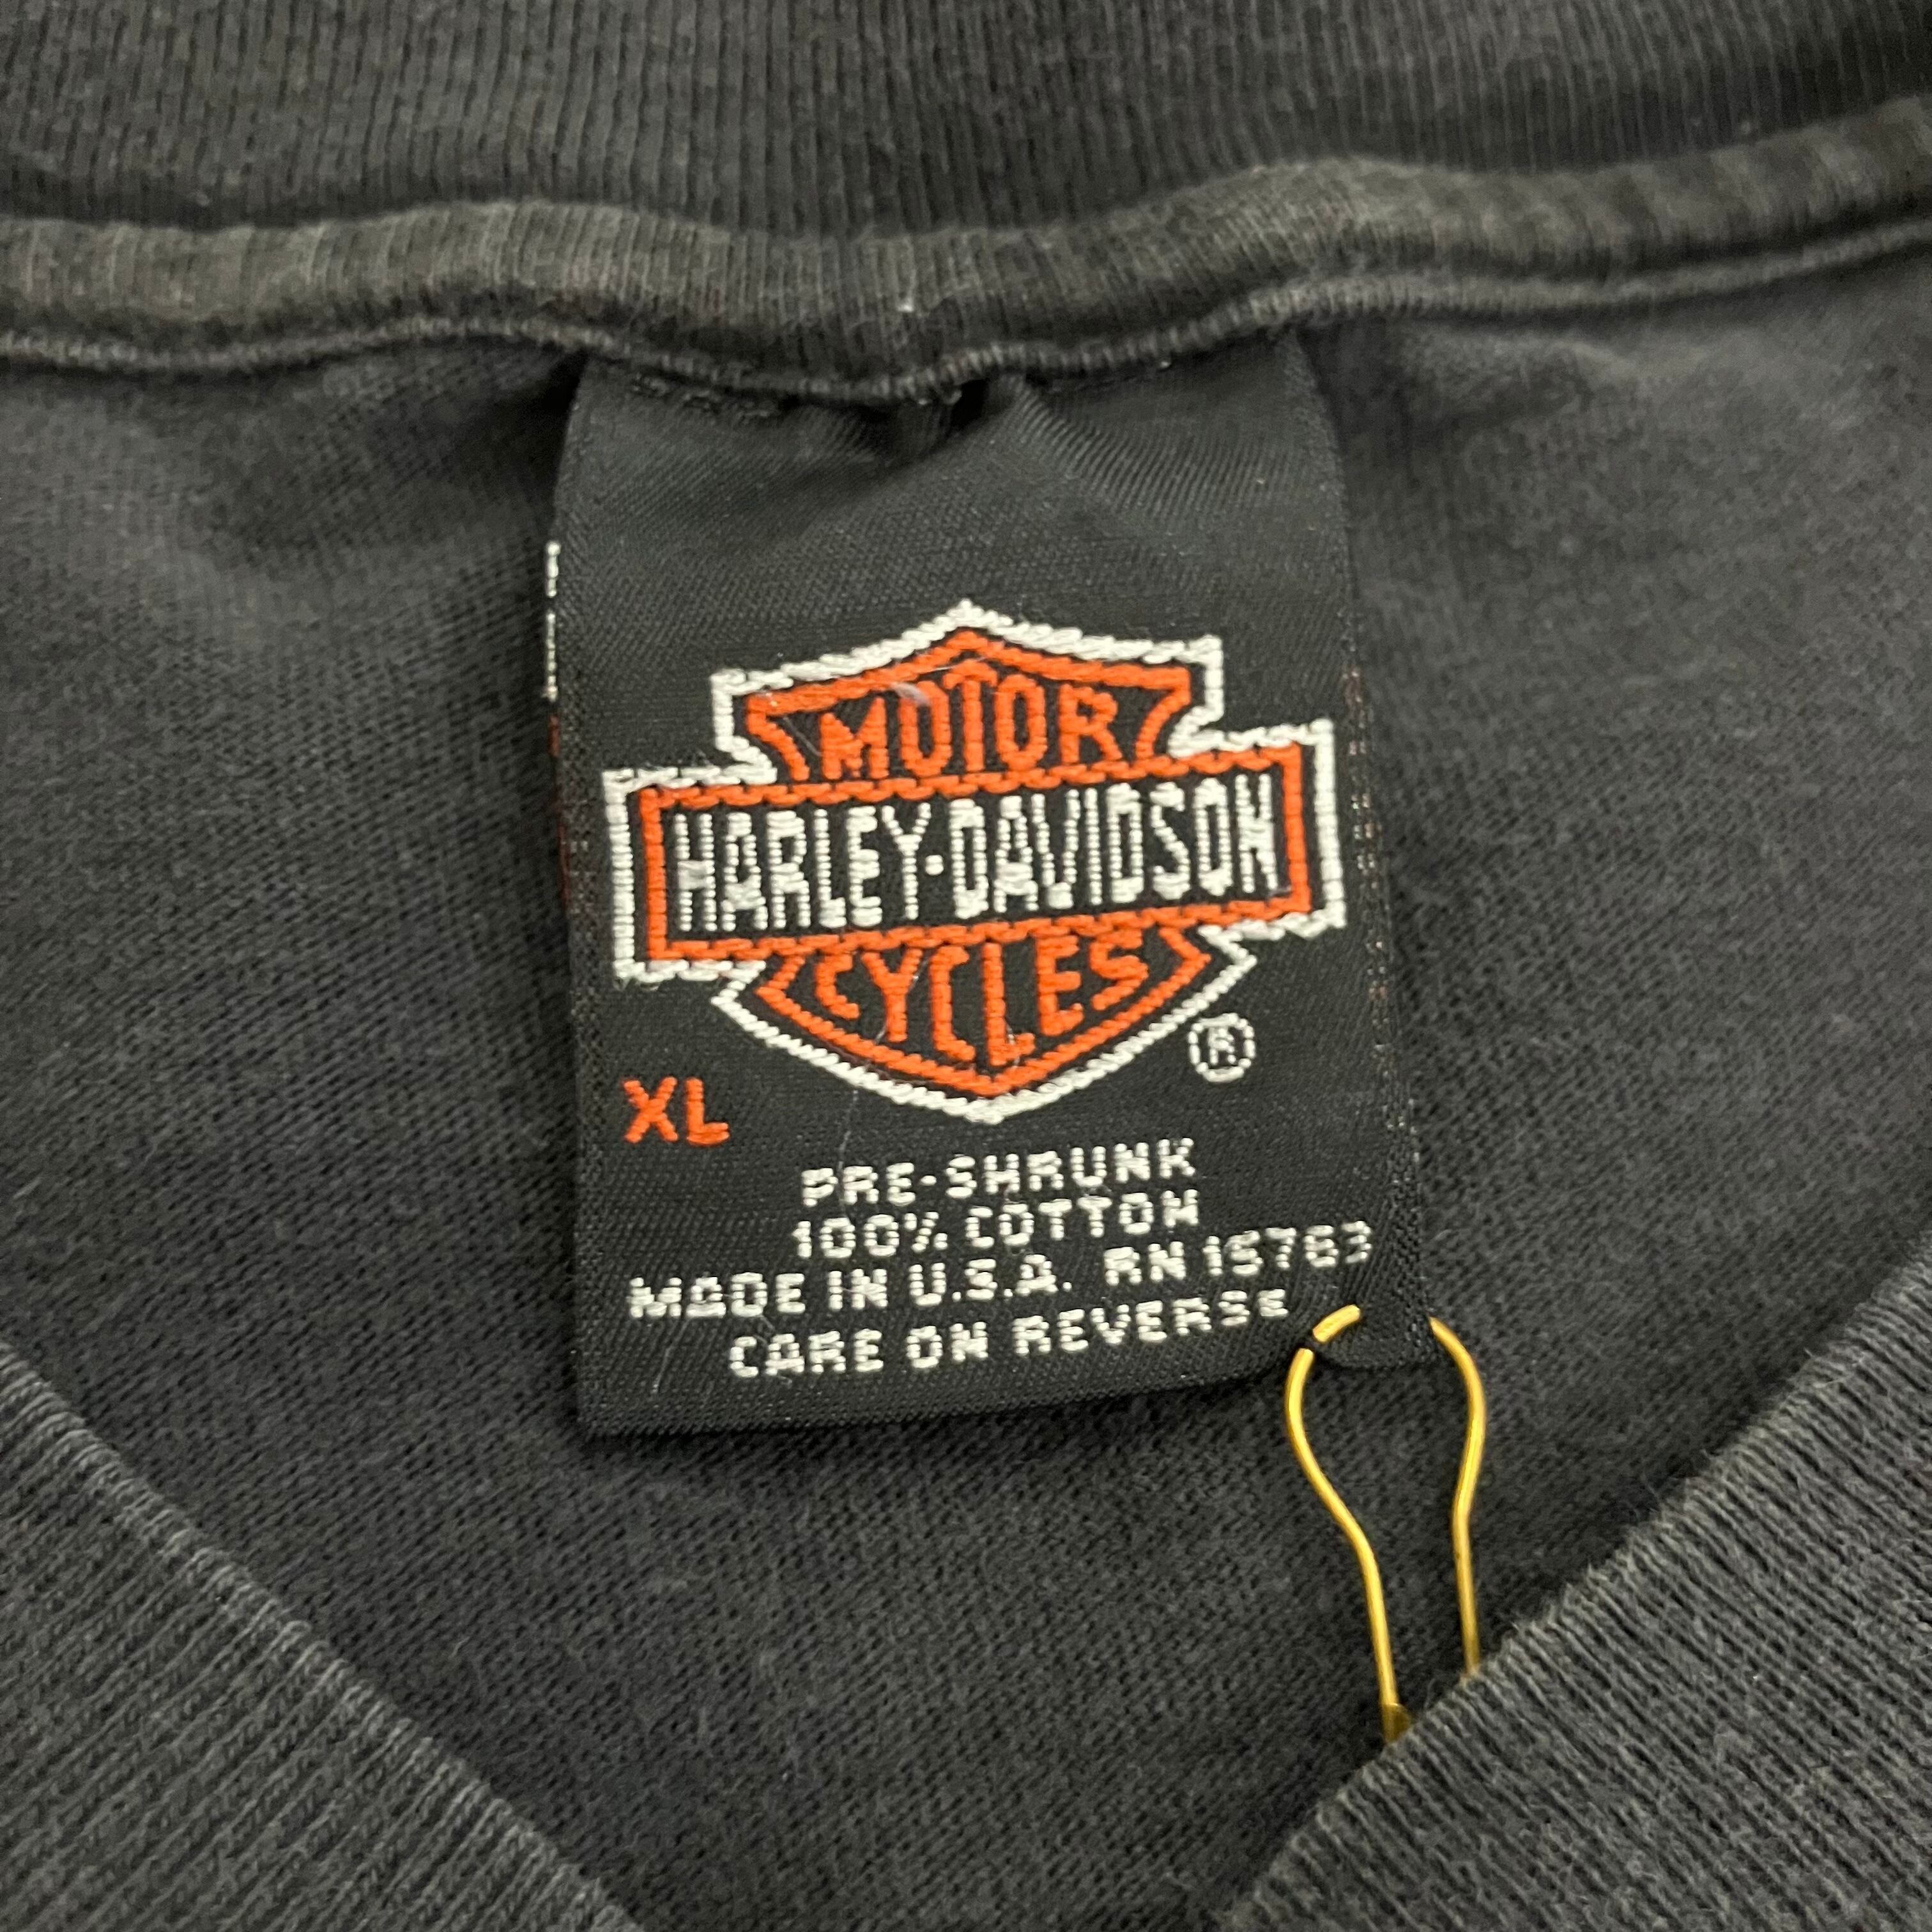 MOTOR
HARLEY-DAVIDSON
CYCLES
®
XL
PRE-SHRUNK
100% COTTON
MADE IN U.S.A. RN 15763
CARE ON REVERSE